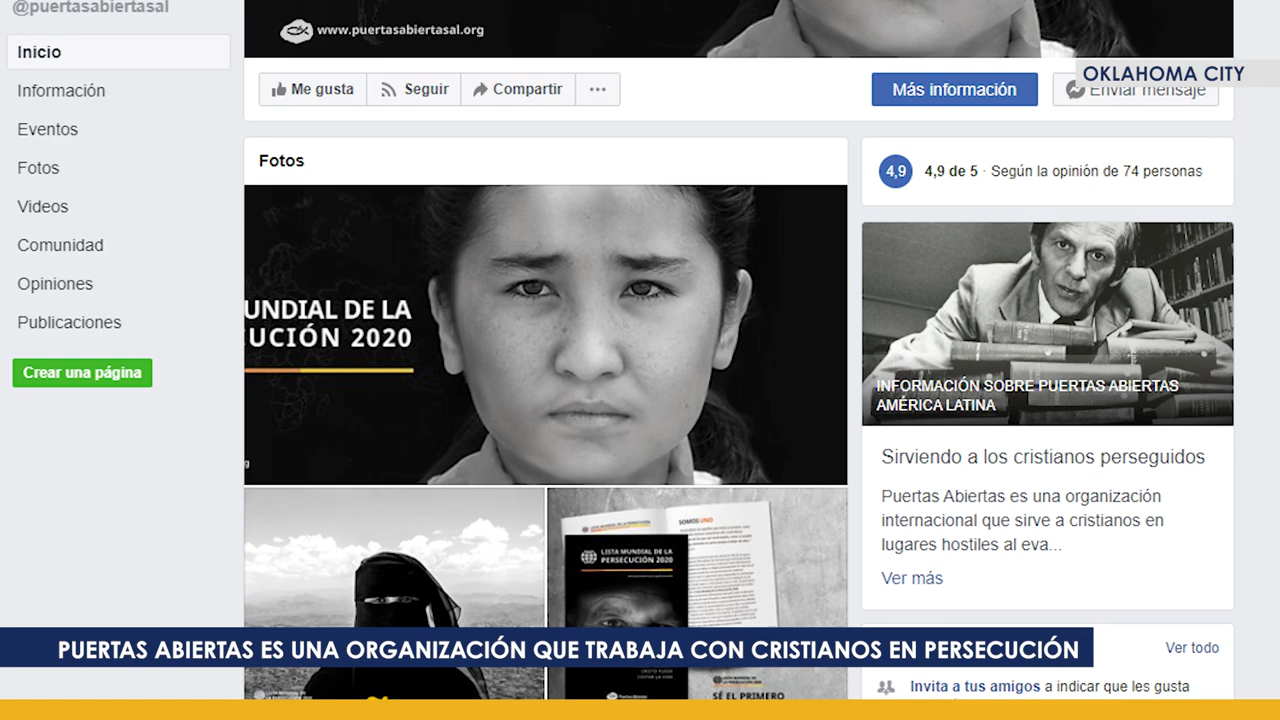 @puertasabiertasal
Inicio
Información
Eventos
Fotos
Videos
Comunidad
Opiniones
Publicaciones
Crear una página
www.puertasabiertasal.org
Me gusta
Seguir
Compartir
Más información
Enviar mensaje
OKLAHOMA CITY
Fotos
UNDIAL DE LA
UCIÓN 2020
4,9
4,9 de 5 · Según la opinión de 74 personas
INFORMACIÓN SOBRE PUERTAS ABIERTAS
AMÉRICA LATINA
Sirviendo a los cristianos perseguidos
Puertas Abiertas es una organización
internacional que sirve a cristianos en
lugares hostiles al eva...
Ver más
SOMOS UNO
LISTA MUNDIAL DE LA
PERSECUCIÓN 2020
SÉ EL PRIMERO
PUERTAS ABIERTAS ES UNA ORGANIZACIÓN QUE TRABAJA CON CRISTIANOS EN PERSECUCIÓN
Ver todo
Invita a tus amigos a indicar que les gusta